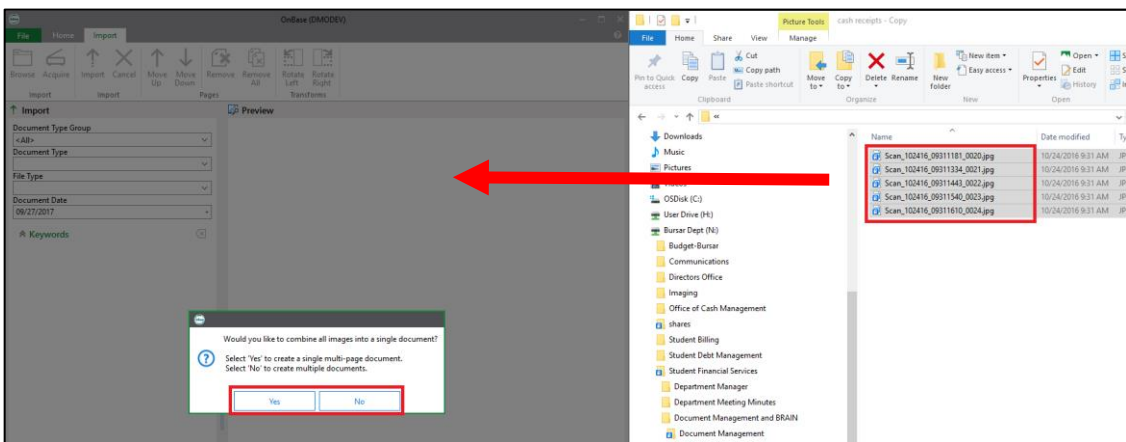 OnBase (DMODEV)
File Home Import
Browse Acquire Import Cancel Move Up Move Down Remove Remove All Rotate Left Rotate Right
Import Import Pages Transforms
Import
Preview
Document Type Group
<All>
Document Type
File Type
Document Date
09/27/2017
Keywords
Would you like to combine all images into a single document?
Select 'Yes' to create a single multi-page document.
Select 'No' to create multiple documents.
Yes No
Picture Tools cash receipts - Copy
File Home Share View Manage
Pin to Quick access Copy Paste Cut Copy path Paste shortcut Move to Copy to Delete Rename New folder New item Easy access Properties Open Edit History
Clipboard Organize New Open
Name Date modified Ty
Downloads
Music
Pictures
OSDisk (C:)
User Drive (H:)
Bursar Dept (N:)
Budget-Bursar
Communications
Directors Office
Imaging
Office of Cash Management
shares
Student Billing
Student Debt Management
Student Financial Services
Department Manager
Department Meeting Minutes
Document Management and BRAIN
Document Management
Scan_102416_09311181_0020.jpg 10/24/2016 9:31 AM JP
Scan_102416_09311334_0021.jpg 10/24/2016 9:31 AM JP
Scan_102416_09311443_0022.jpg 10/24/2016 9:31 AM JP
Scan_102416_09311540_0023.jpg 10/24/2016 9:31 AM JP
Scan_102416_09311610_0024.jpg 10/24/2016 9:31 AM JP